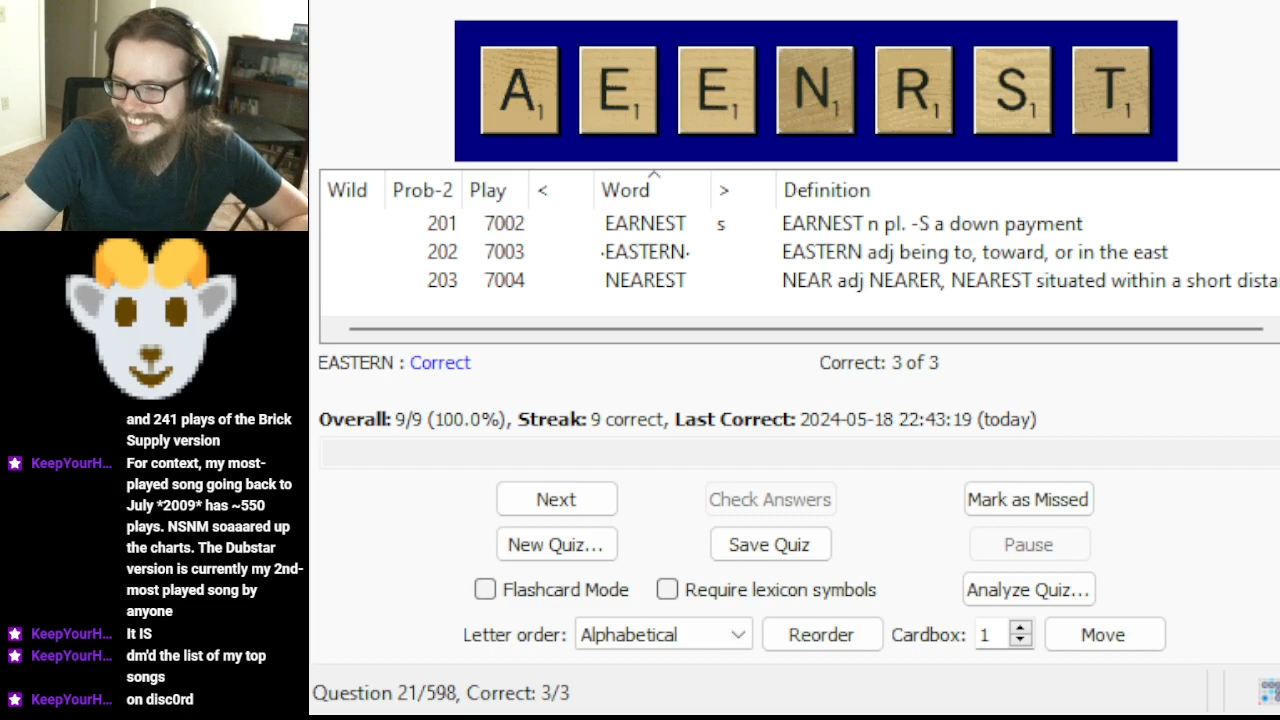 A1 E1 E1 N1 R1 S1 T1
Wild Prob-2 Play < Word > Definition
201 7002 EARNEST s EARNEST n pl. -S a down payment
202 7003 ·EASTERN· EASTERN adj being to, toward, or in the east
203 7004 NEAREST NEAR adj NEARER, NEAREST situated within a short dista
EASTERN : Correct Correct: 3 of 3
Overall: 9/9 (100.0%), Streak: 9 correct, Last Correct: 2024-05-18 22:43:19 (today)
Next Check Answers Mark as Missed
New Quiz... Save Quiz Pause
Flashcard Mode Require lexicon symbols Analyze Quiz...
Letter order: Alphabetical Reorder Cardbox: 1 Move
Question 21/598, Correct: 3/3
and 241 plays of the Brick
Supply version
KeepYourH... For context, my most-
played song going back to
July *2009* has ~550
plays. NSNM soaaared up
the charts. The Dubstar
version is currently my 2nd-
most played song by
anyone
KeepYourH... It IS
KeepYourH... dm'd the list of my top
songs
KeepYourH... on disc0rd